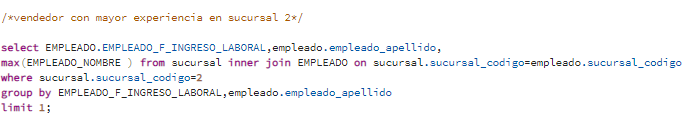 /*vendedor con mayor experiencia en sucursal 2*/
select EMPLEADO.EMPLEADO_F_INGRESO_LABORAL,empleado.empleado_apellido,
max(EMPLEADO_NOMBRE ) from sucursal inner join EMPLEADO on sucursal.sucursal_codigo=empleado.sucursal_codigo
where sucursal.sucursal_codigo=2
group by EMPLEADO_F_INGRESO_LABORAL,empleado.empleado_apellido
limit 1;